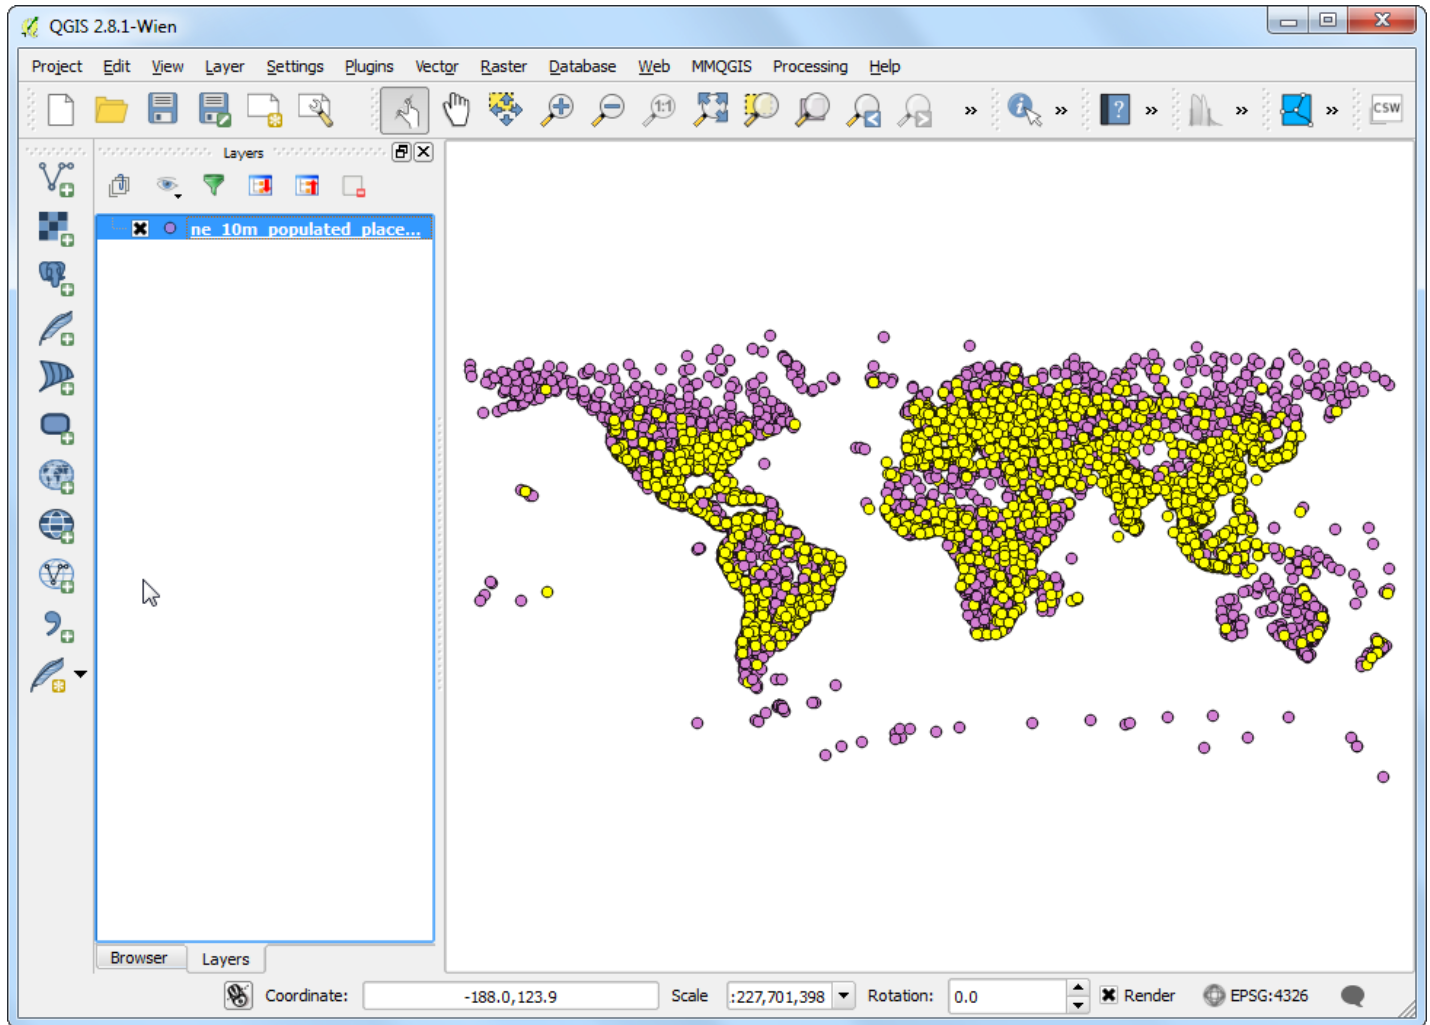 QGIS 2.8.1-Wien
Project Edit View Layer Settings Plugins Vector Raster Database Web MMQGIS Processing Help
1:1
»
»
?
»
»
»
CSW
Layers
ne_10m_populated_place...
Browser
Layers
Coordinate: -188.0,123.9 Scale :227,701,398 Rotation: 0.0 Render EPSG:4326